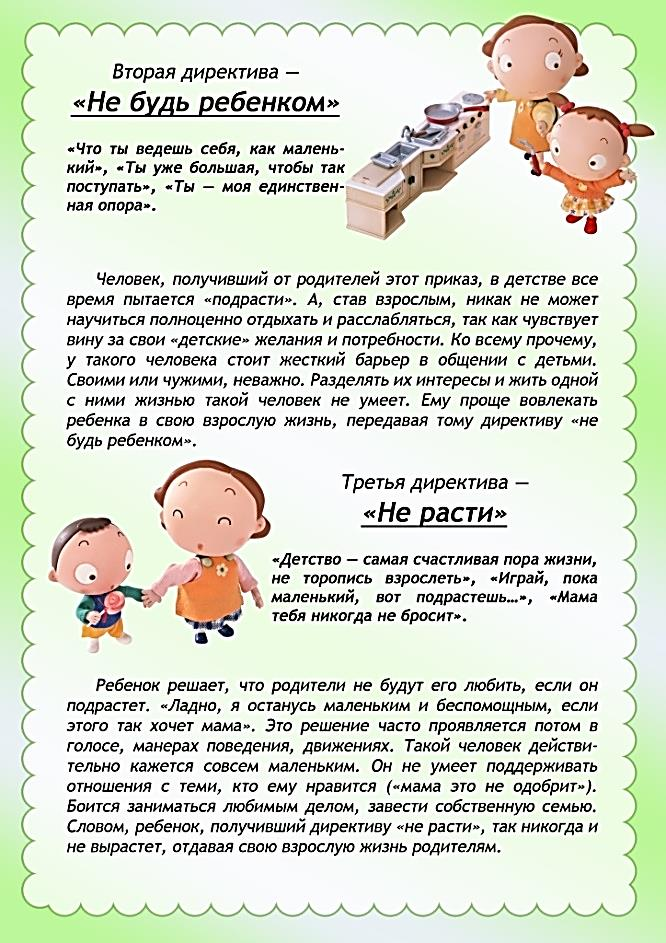 Вторая директива —
«Не будь ребенком»
«Что ты ведешь себя, как малень-
кий», «Ты уже большая, чтобы так
поступать», «Ты — моя единствен-
ная опора».
Человек, получивший от родителей этот приказ, в детстве все
время пытается «подрасти». А, став взрослым, никак не может
научиться полноценно отдыхать и расслабляться, так как чувствует
вину за свои «детские» желания и потребности. Ко всему прочему,
у такого человека стоит жесткий барьер в общении с детьми.
Своими или чужими, неважно. Разделять их интересы и жить одной
с ними жизнью такой человек не умеет. Ему проще вовлекать
ребенка в свою взрослую жизнь, передавая тому директиву «не
будь ребенком».
Третья директива —
«Не расти»
«Детство — самая счастливая пора жизни,
не торопись взрослеть», «Играй, пока
маленький, вот подрастешь…», «Мама
тебя никогда не бросит».
Ребенок решает, что родители не будут его любить, если он
подрастет. «Ладно, я останусь маленьким и беспомощным, если
этого так хочет мама». Это решение часто проявляется потом в
голосе, манерах поведения, движениях. Такой человек действи-
тельно кажется совсем маленьким. Он не умеет поддерживать
отношения с теми, кто ему нравится («мама это не одобрит»).
Боится заниматься любимым делом, завести собственную семью.
Словом, ребенок, получивший директиву «не расти», так никогда и
не вырастет, отдавая свою взрослую жизнь родителям.